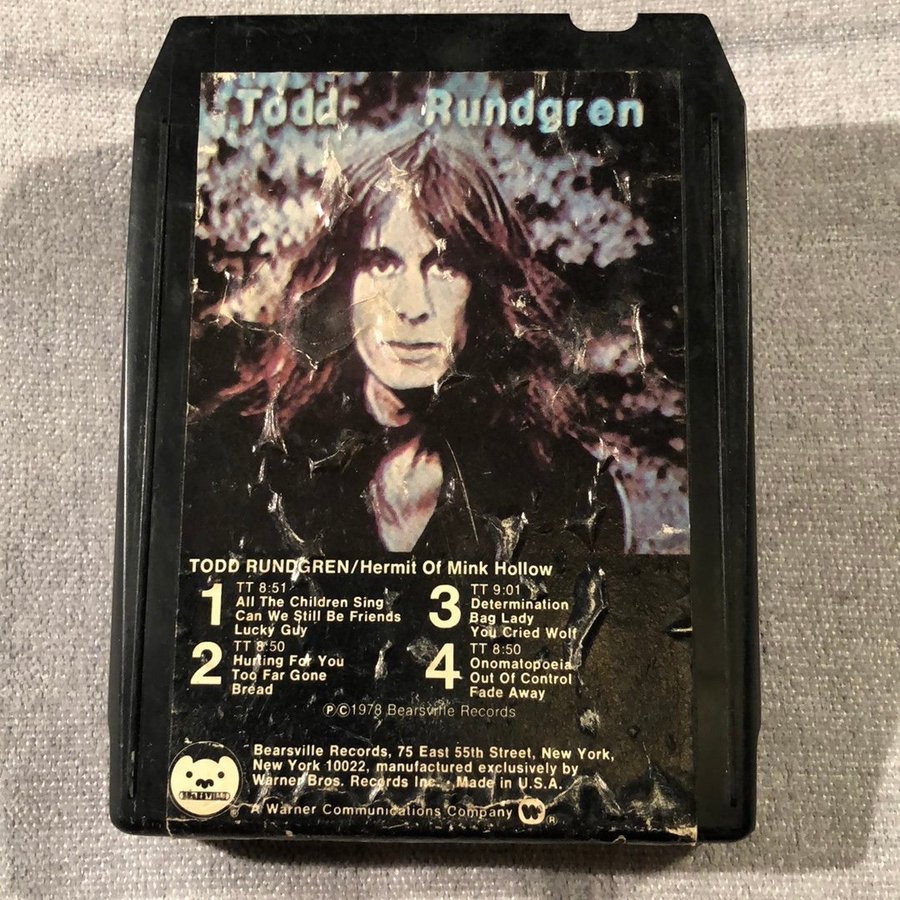 Todd Rundgren
TODD RUNDGREN/Hermit Of Mink Hollow
1 TT 8:51
All The Children Sing
Can We Still Be Friends
Lucky Guy
2 TT 8:50
Hurting For You
Too Far Gone
Bread
3 TT 9:01
Determination
Bag Lady
You Cried Wolf
4 TT 8:50
Onomatopoeia
Out Of Control
Fade Away
℗©1978 Bearsville Records
Bearsville Records, 75 East 55th Street, New York,
New York 10022, manufactured exclusively by
Warner Bros. Records Inc. · Made in U.S.A.
® A Warner Communications Company W ®